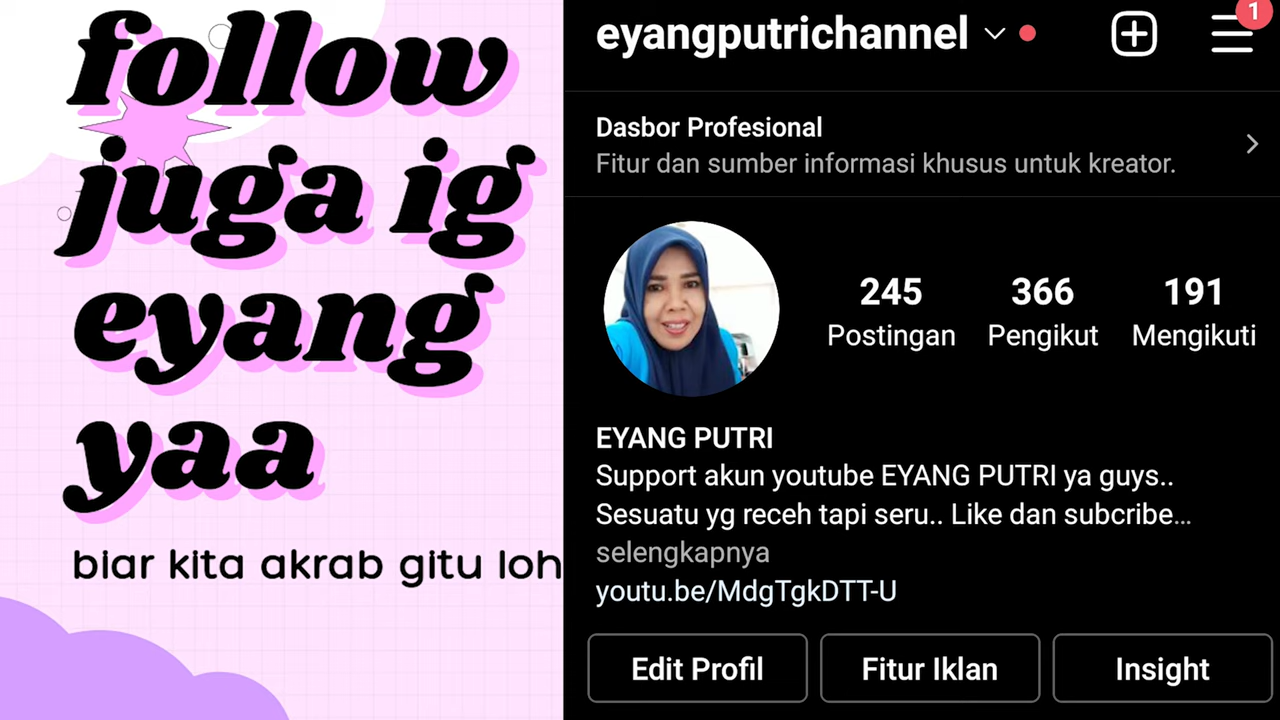 follow
juga ig
eyang
yaa
biar kita akrab gitu loh
eyangputrichannel
1
Dasbor Profesional
Fitur dan sumber informasi khusus untuk kreator.
245
366
191
Postingan
Pengikut
Mengikuti
EYANG PUTRI
Support akun youtube EYANG PUTRI ya guys..
Sesuatu yg receh tapi seru.. Like dan subcribe...
selengkapnya
youtu.be/MdgTgkDTT-U
Edit Profil
Fitur Iklan
Insight